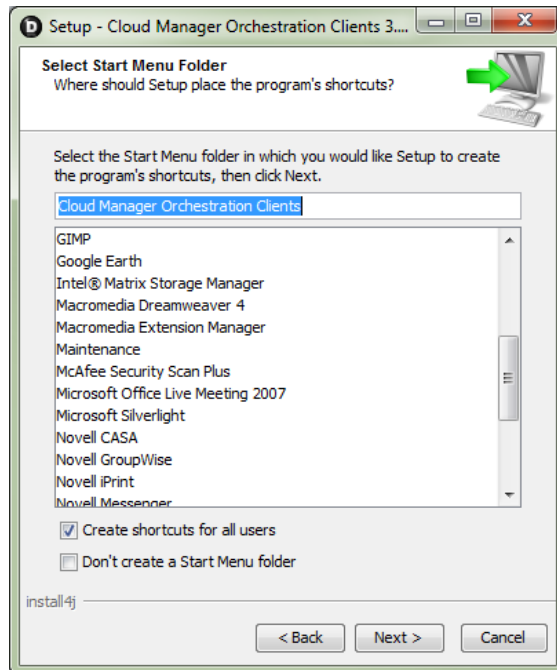 Setup - Cloud Manager Orchestration Clients 3....
Select Start Menu Folder
Where should Setup place the program's shortcuts?
Select the Start Menu folder in which you would like Setup to create
the program's shortcuts, then click Next.
Cloud Manager Orchestration Clients
GIMP
Google Earth
Intel® Matrix Storage Manager
Macromedia Dreamweaver 4
Macromedia Extension Manager
Maintenance
McAfee Security Scan Plus
Microsoft Office Live Meeting 2007
Microsoft Silverlight
Novell CASA
Novell GroupWise
Novell iPrint
Novell Messenger
Create shortcuts for all users
Don't create a Start Menu folder
install4j
< Back Next > Cancel